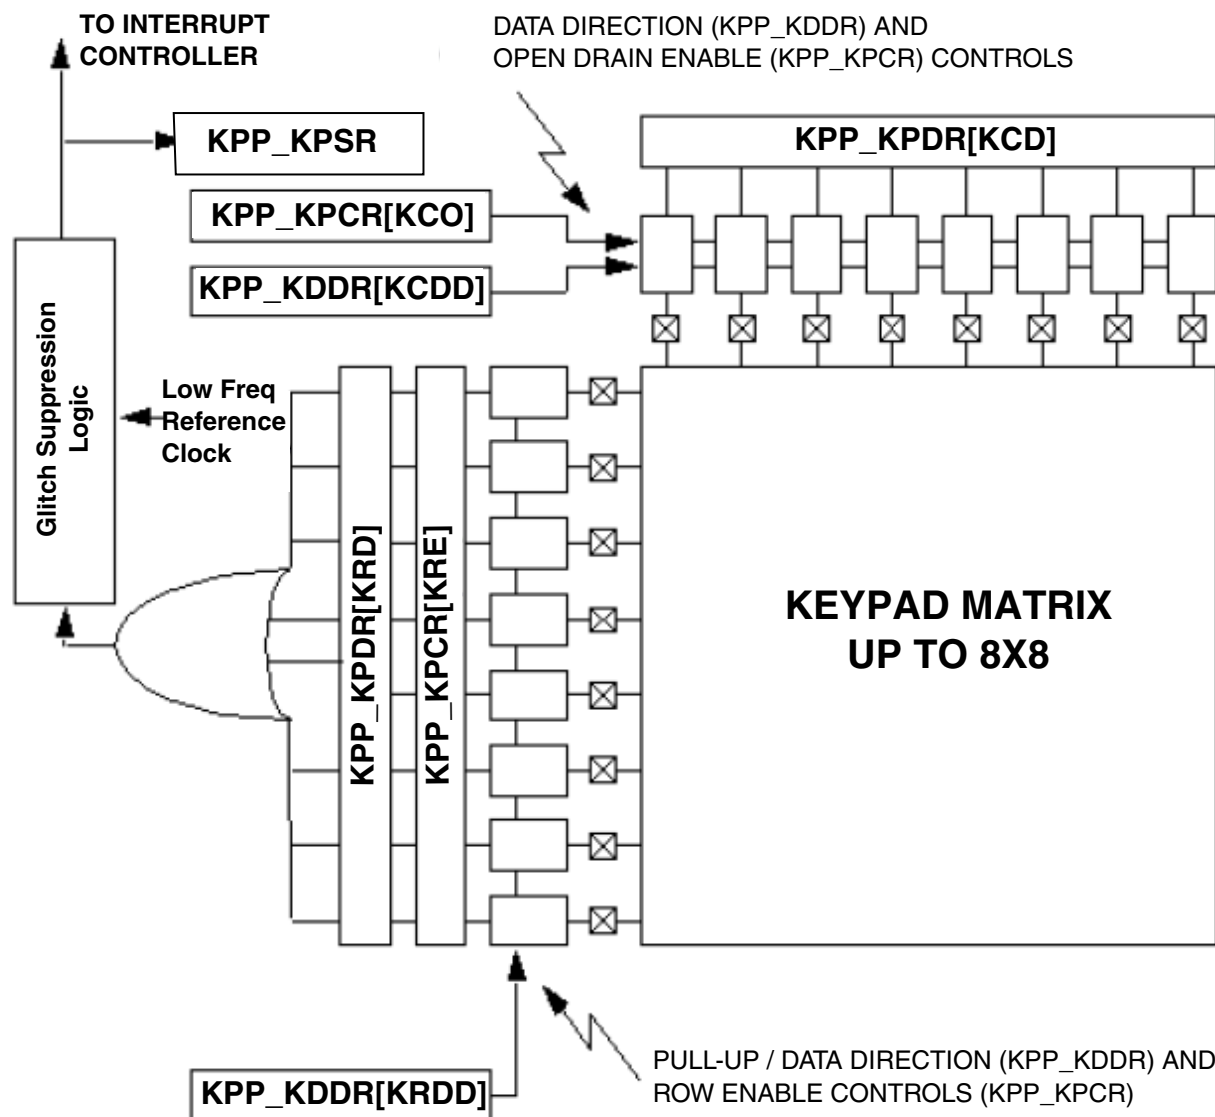 TO INTERRUPT
CONTROLLER
DATA DIRECTION (KPP_KDDR) AND
OPEN DRAIN ENABLE (KPP_KPCR) CONTROLS
KPP_KPSR
KPP_KPDR[KCD]
KPP_KPCR[KCO]
KPP_KDDR[KCDD]
Glitch Suppression
Logic
Low Freq
Reference
Clock
KPP_KPDR[KRD]
KPP_KPCR[KRE]
KEYPAD MATRIX
UP TO 8X8
KPP_KDDR[KRDD]
PULL-UP / DATA DIRECTION (KPP_KDDR) AND
ROW ENABLE CONTROLS (KPP_KPCR)